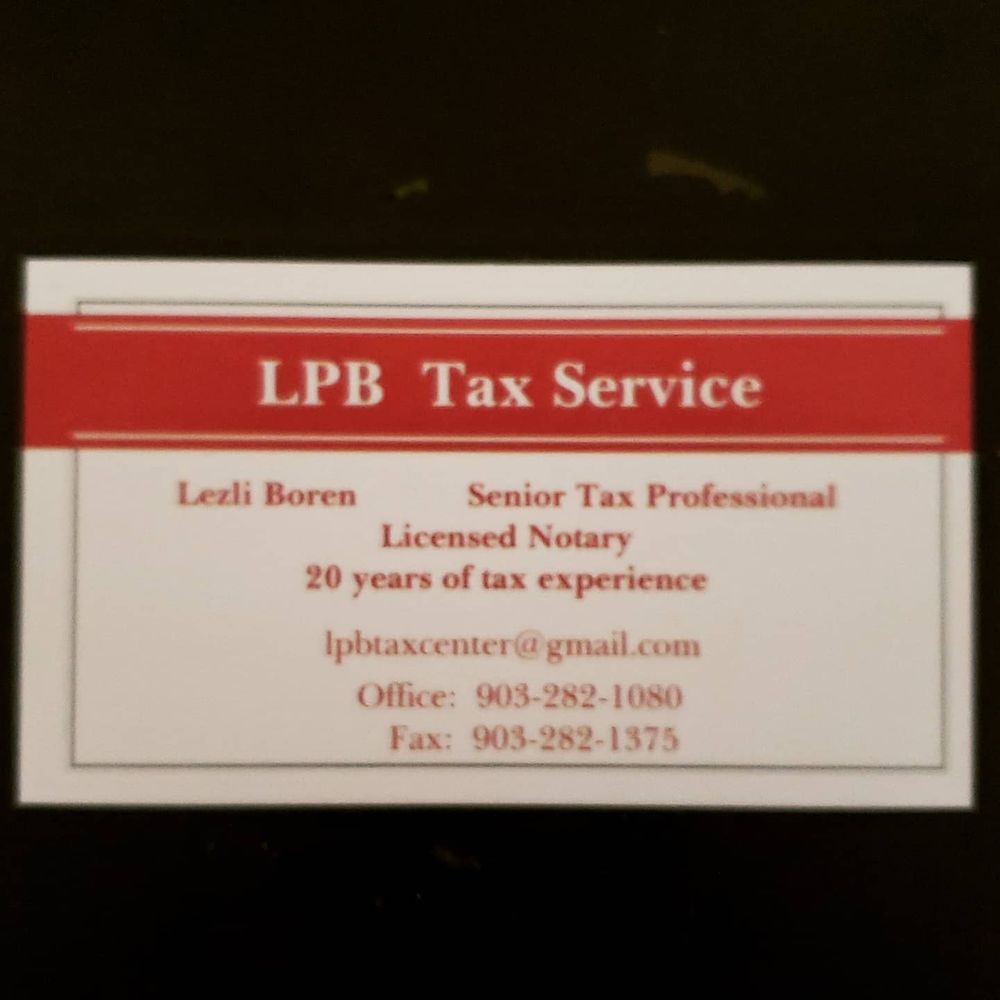 LPB Tax Service
Lezli Boren Senior Tax Professional
Licensed Notary
20 years of tax experience
lpbtaxcenter@gmail.com
Office: 903-282-1080
Fax: 903-282-1375